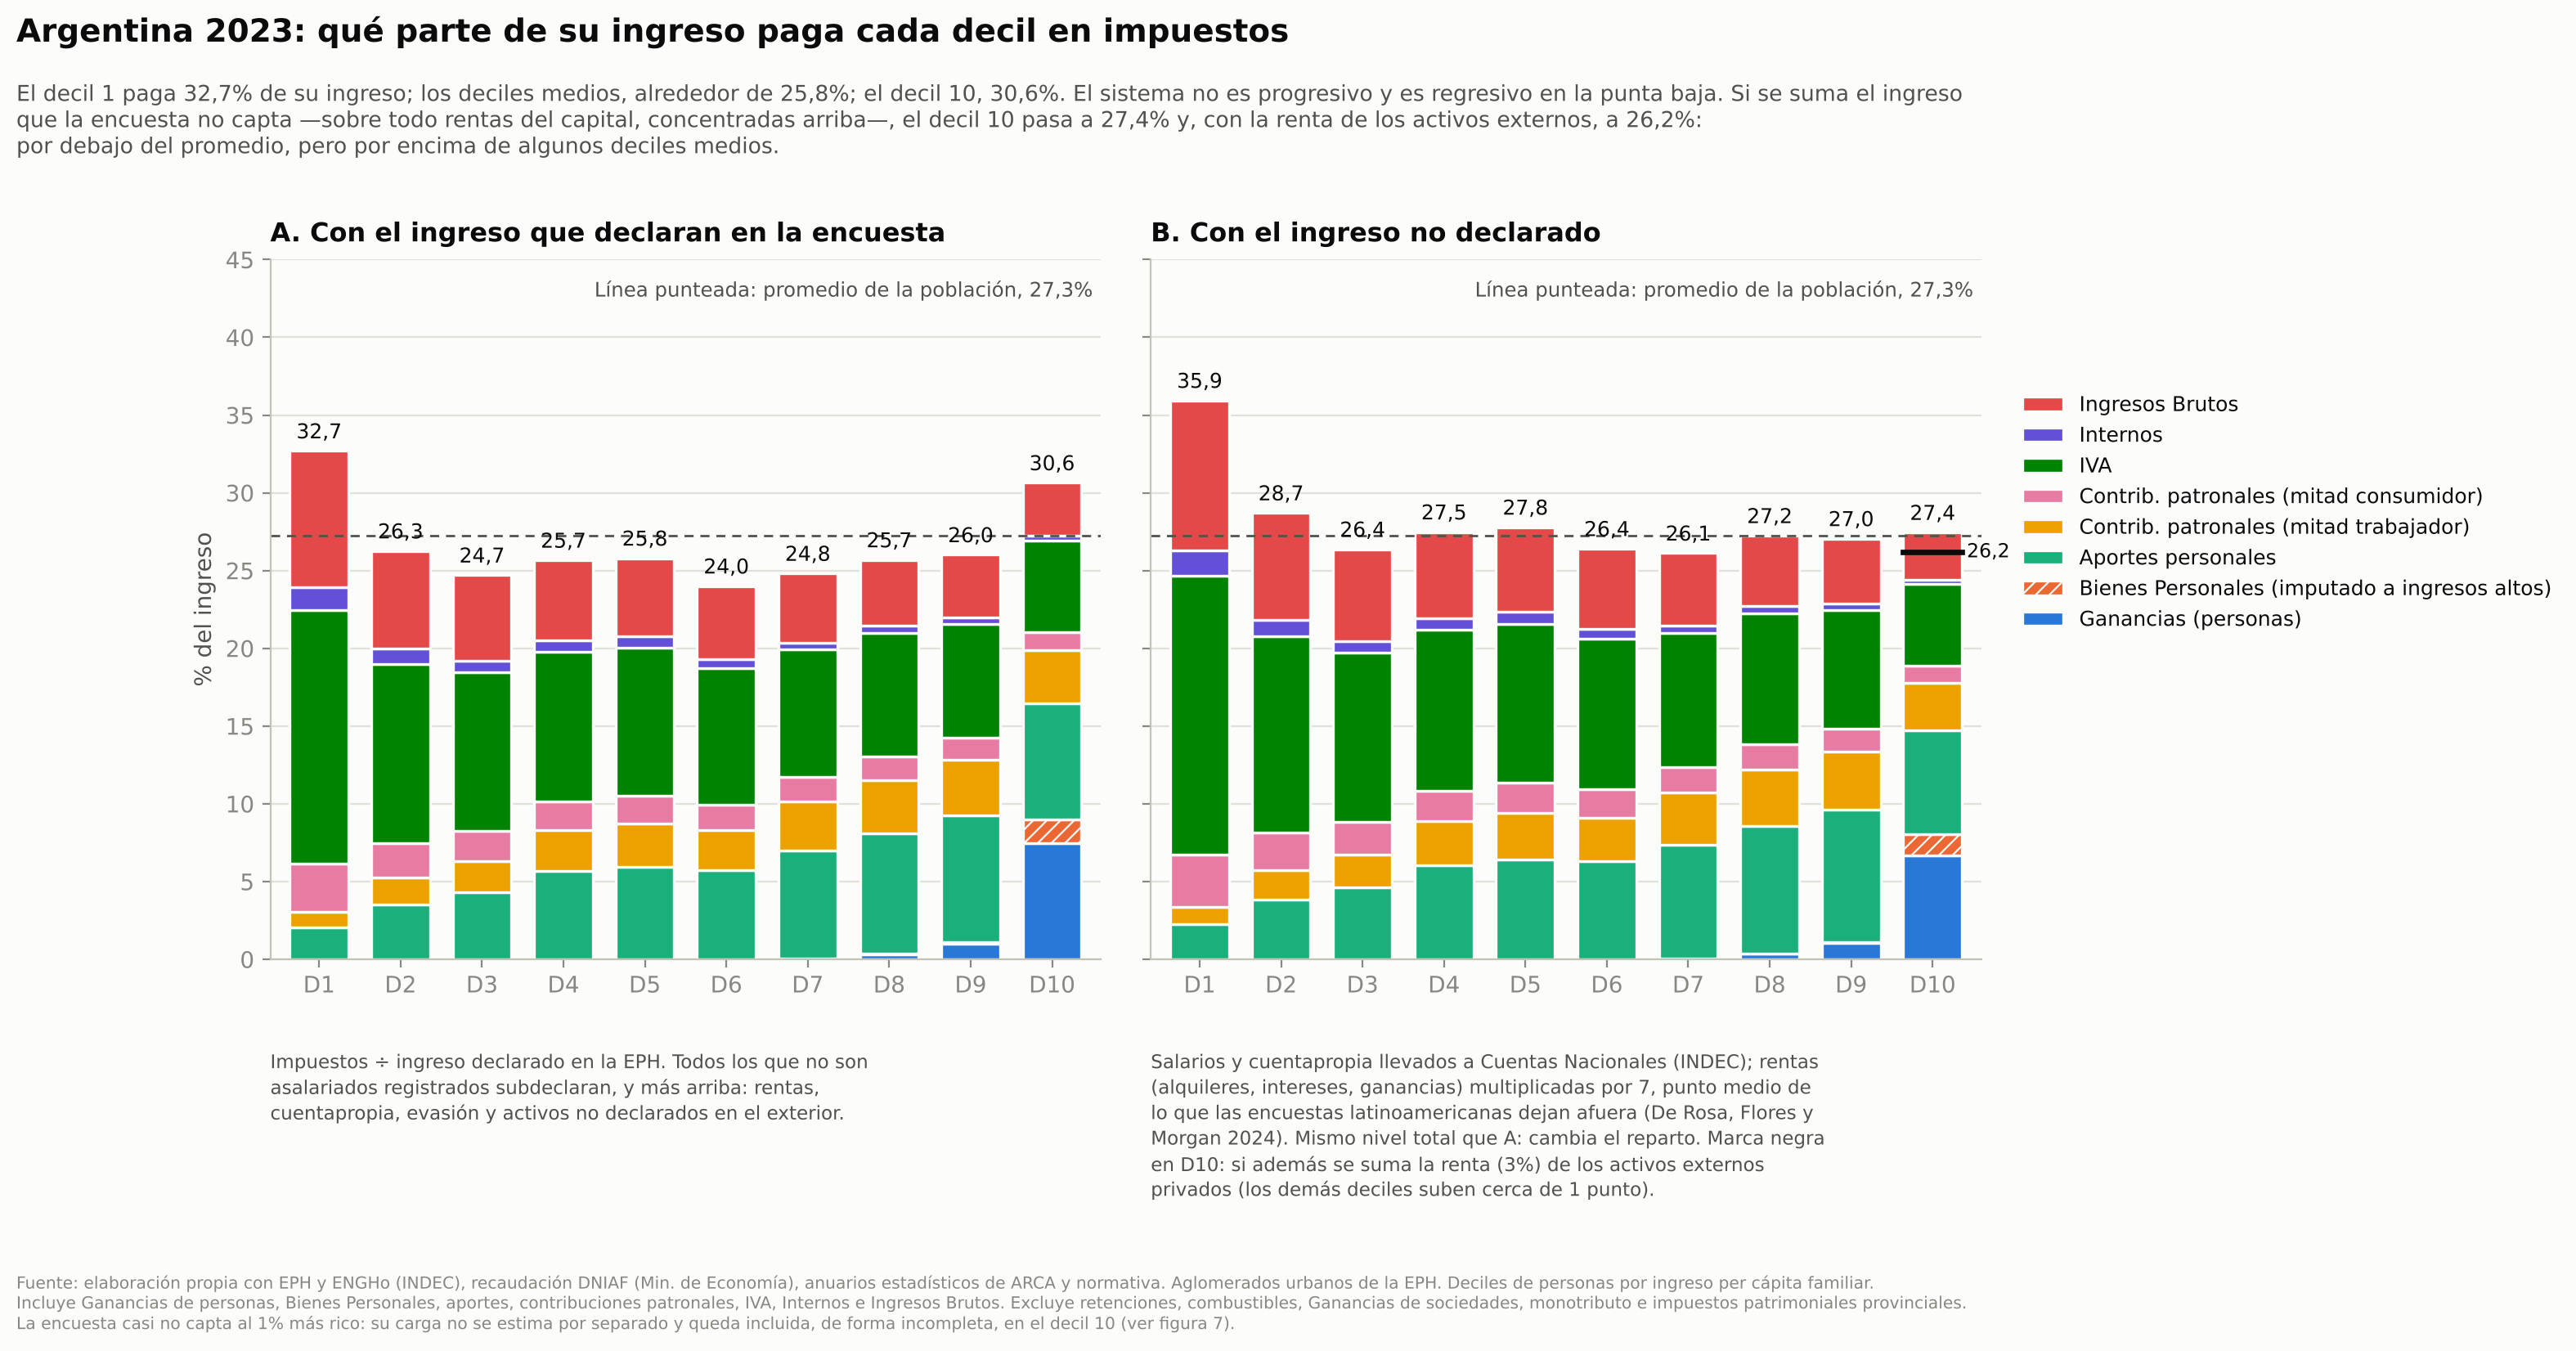 Argentina 2023: qué parte de su ingreso paga cada decil en impuestos
El decil 1 paga 32,7% de su ingreso; los deciles medios, alrededor de 25,8%; el decil 10, 30,6%. El sistema no es progresivo y es regresivo en la punta baja. Si se suma el ingreso
que la encuesta no capta —sobre todo rentas del capital, concentradas arriba—, el decil 10 pasa a 27,4% y, con la renta de los activos externos, a 26,2%:
por debajo del promedio, pero por encima de algunos deciles medios.
A. Con el ingreso que declaran en la encuesta
Línea punteada: promedio de la población, 27,3%
% del ingreso
45
40
35
30
25
20
15
10
5
0
32,7
26,3
24,7
25,7
25,8
24,0
24,8
25,7
26,0
30,6
D1 D2 D3 D4 D5 D6 D7 D8 D9 D10
Impuestos ÷ ingreso declarado en la EPH. Todos los que no son
asalariados registrados subdeclaran, y más arriba: rentas,
cuentapropia, evasión y activos no declarados en el exterior.
B. Con el ingreso no declarado
Línea punteada: promedio de la población, 27,3%
35,9
28,7
26,4
27,5
27,8
26,4
26,1
27,2
27,0
27,4
26,2
D1 D2 D3 D4 D5 D6 D7 D8 D9 D10
Salarios y cuentapropia llevados a Cuentas Nacionales (INDEC); rentas
(alquileres, intereses, ganancias) multiplicadas por 7, punto medio de
lo que las encuestas latinoamericanas dejan afuera (De Rosa, Flores y
Morgan 2024). Mismo nivel total que A: cambia el reparto. Marca negra
en D10: si además se suma la renta (3%) de los activos externos
privados (los demás deciles suben cerca de 1 punto).
Ingresos Brutos
Internos
IVA
Contrib. patronales (mitad consumidor)
Contrib. patronales (mitad trabajador)
Aportes personales
Bienes Personales (imputado a ingresos altos)
Ganancias (personas)
Fuente: elaboración propia con EPH y ENGHo (INDEC), recaudación DNIAF (Min. de Economía), anuarios estadísticos de ARCA y normativa. Aglomerados urbanos de la EPH. Deciles de personas por ingreso per cápita familiar.
Incluye Ganancias de personas, Bienes Personales, aportes, contribuciones patronales, IVA, Internos e Ingresos Brutos. Excluye retenciones, combustibles, Ganancias de sociedades, monotributo e impuestos patrimoniales provinciales.
La encuesta casi no capta al 1% más rico: su carga no se estima por separado y queda incluida, de forma incompleta, en el decil 10 (ver figura 7).